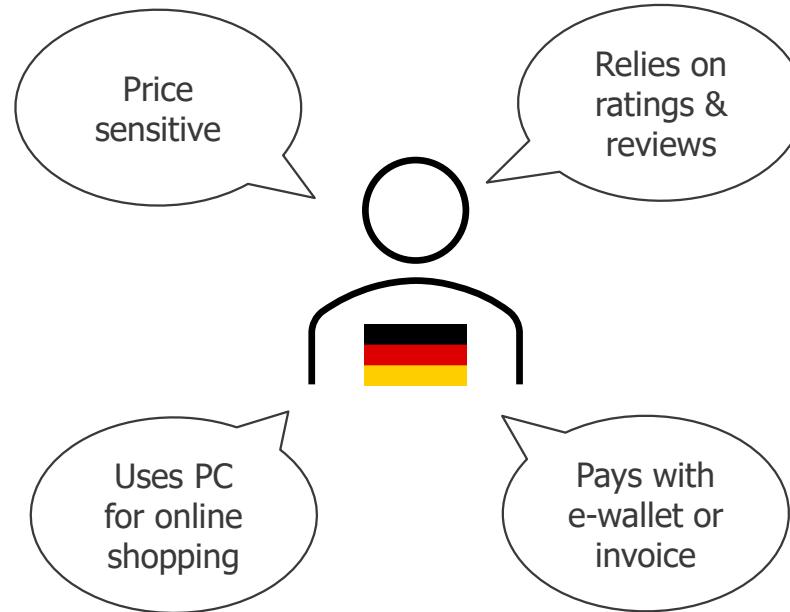 Price
sensitive
Relies on
ratings &
reviews
Uses PC
for online
shopping
Pays with
e-wallet or
invoice